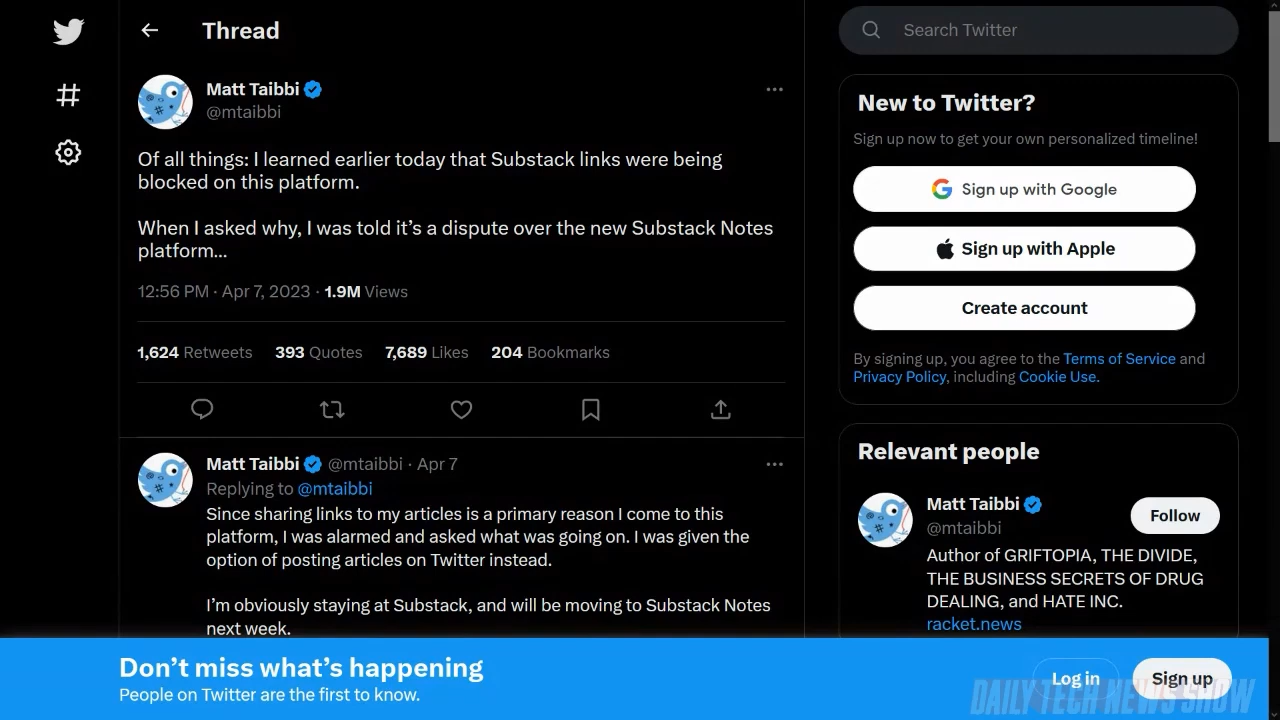 Thread
Search Twitter
Matt Taibbi
@mtaibbi
Of all things: I learned earlier today that Substack links were being
blocked on this platform.
When I asked why, I was told it’s a dispute over the new Substack Notes
platform...
12:56 PM · Apr 7, 2023 · 1.9M Views
1,624 Retweets 393 Quotes 7,689 Likes 204 Bookmarks
Matt Taibbi @mtaibbi · Apr 7
Replying to @mtaibbi
Since sharing links to my articles is a primary reason I come to this
platform, I was alarmed and asked what was going on. I was given the
option of posting articles on Twitter instead.
I’m obviously staying at Substack, and will be moving to Substack Notes
next week.
New to Twitter?
Sign up now to get your own personalized timeline!
Sign up with Google
Sign up with Apple
Create account
By signing up, you agree to the Terms of Service and
Privacy Policy, including Cookie Use.
Relevant people
Matt Taibbi
@mtaibbi
Follow
Author of GRIFTOPIA, THE DIVIDE,
THE BUSINESS SECRETS OF DRUG
DEALING, and HATE INC.
racket.news
Don’t miss what’s happening
People on Twitter are the first to know.
Log in
Sign up
DAILY TECH NEWS SHOW